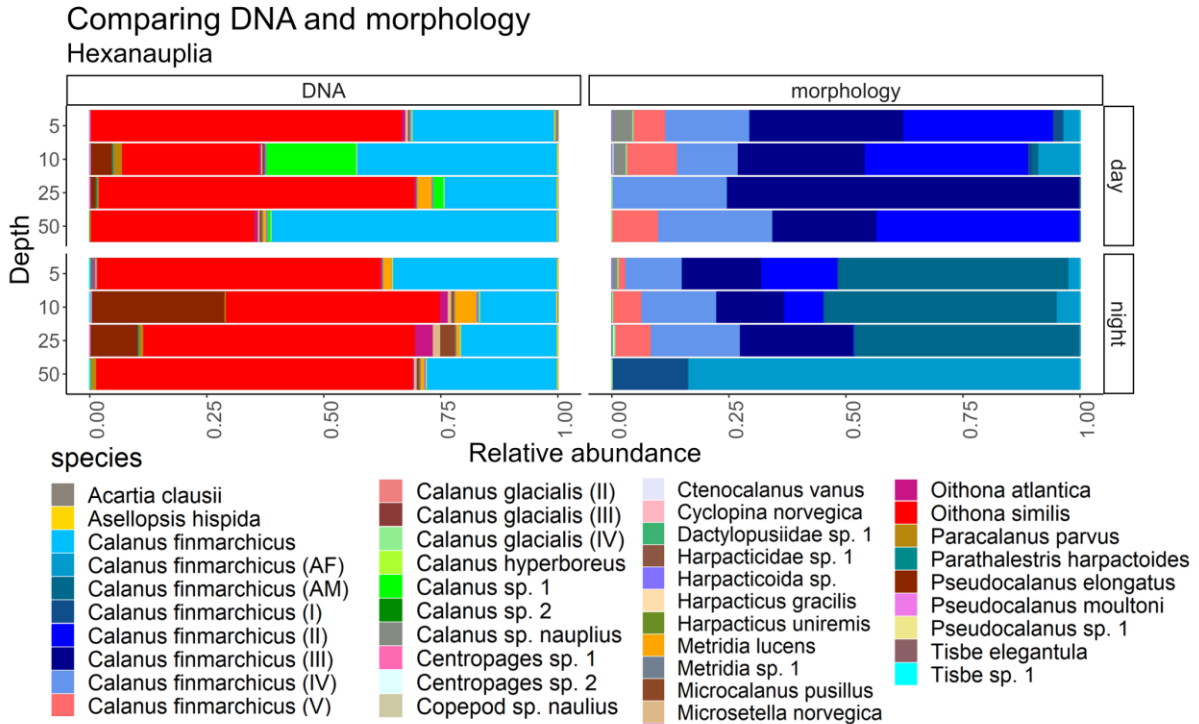 Comparing DNA and morphology
Hexanauplia
DNA
morphology
5
10
25
50
day
5
10
25
50
night
Depth
0.00
0.25
0.50
0.75
1.00
0.00
0.25
0.50
0.75
1.00
Relative abundance
species
Acartia clausii
Asellopsis hispida
Calanus finmarchicus
Calanus finmarchicus (AF)
Calanus finmarchicus (AM)
Calanus finmarchicus (I)
Calanus finmarchicus (II)
Calanus finmarchicus (III)
Calanus finmarchicus (IV)
Calanus finmarchicus (V)
Calanus glacialis (II)
Calanus glacialis (III)
Calanus glacialis (IV)
Calanus hyperboreus
Calanus sp. 1
Calanus sp. 2
Calanus sp. nauplius
Centropages sp. 1
Centropages sp. 2
Copepod sp. naulius
Ctenocalanus vanus
Cyclopina norvegica
Dactylopusiidae sp. 1
Harpacticidae sp. 1
Harpacticoida sp.
Harpacticus gracilis
Harpacticus uniremis
Metridia lucens
Metridia sp. 1
Microcalanus pusillus
Microsetella norvegica
Oithona atlantica
Oithona similis
Paracalanus parvus
Parathalestris harpactoides
Pseudocalanus elongatus
Pseudocalanus moultoni
Pseudocalanus sp. 1
Tisbe elegantula
Tisbe sp. 1